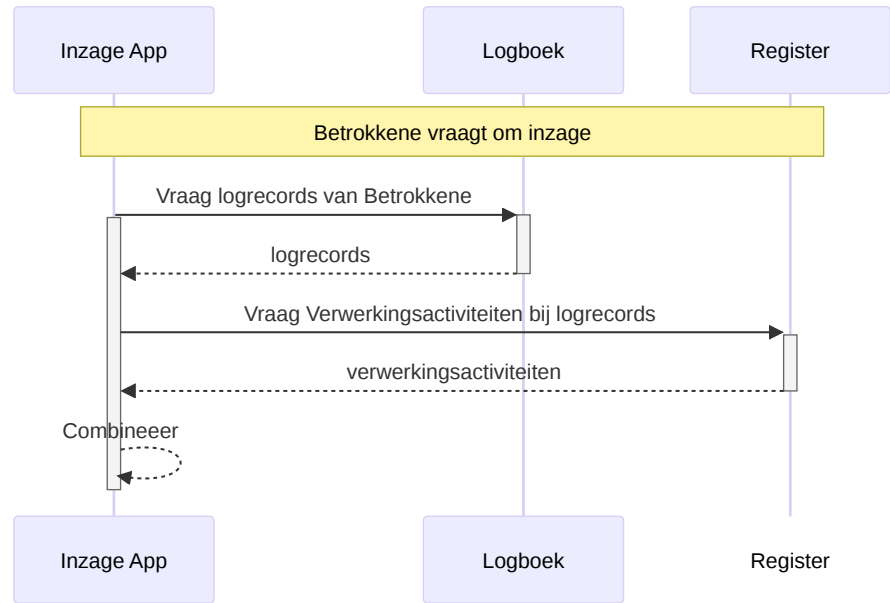 Inzage App
Logboek
Register
Betrokkene vraagt om inzage
Vraag logrecords van Betrokkene
logrecords
Vraag Verwerkingsactiviteiten bij logrecords
verwerkingsactiviteiten
Combineeer
Inzage App
Logboek
Register